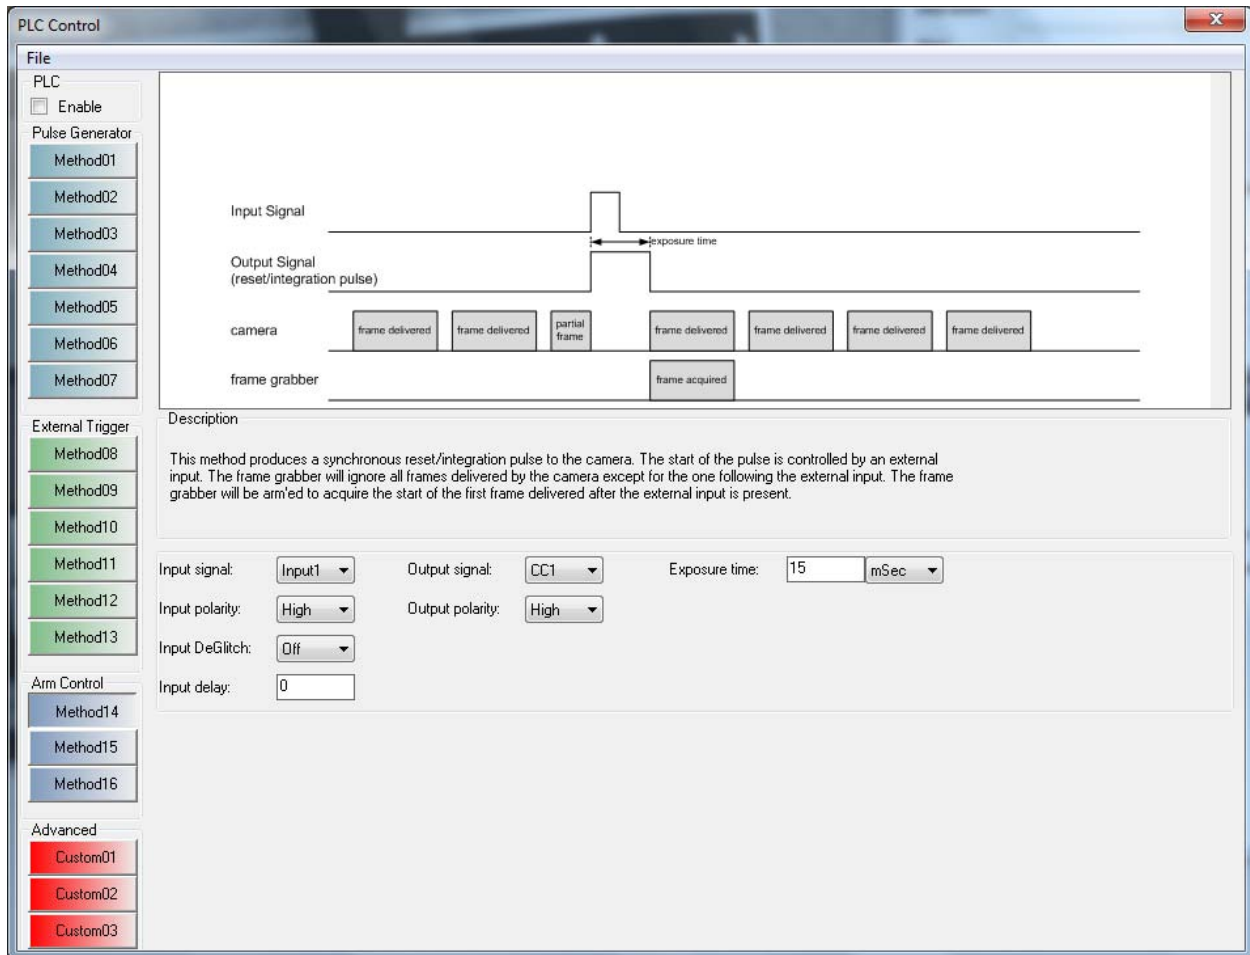 PLC Control
File
PLC
Enable
Pulse Generator
Method01
Method02
Method03
Method04
Method05
Method06
Method07
External Trigger
Method08
Method09
Method10
Method11
Method12
Method13
Arm Control
Method14
Method15
Method16
Advanced
Custom01
Custom02
Custom03
Input Signal
exposure time
Output Signal
(reset/integration pulse)
camera
frame delivered
frame delivered
partial
frame
frame delivered
frame delivered
frame delivered
frame delivered
frame grabber
frame acquired
Description
This method produces a synchronous reset/integration pulse to the camera. The start of the pulse is controlled by an external
input. The frame grabber will ignore all frames delivered by the camera except for the one following the external input. The frame
grabber will be arm'ed to acquire the start of the first frame delivered after the external input is present.
Input signal: Input1 Output signal: CC1 Exposure time: 15 mSec
Input polarity: High Output polarity: High
Input DeGlitch: Off
Input delay: 0